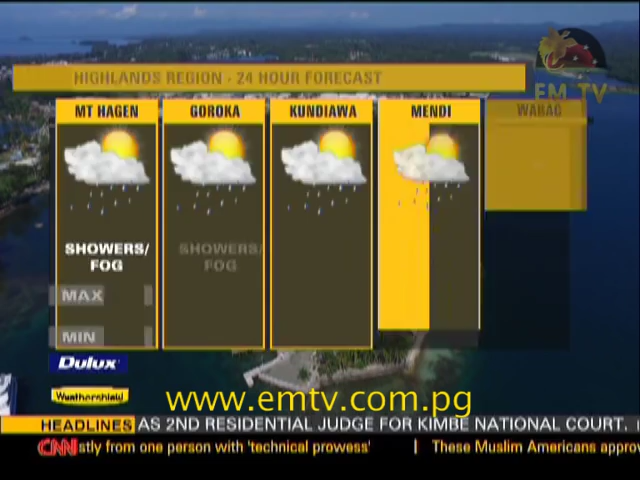 EM TV
HIGHLANDS REGION - 24 HOUR FORECAST
MT HAGEN
GOROKA
KUNDIAWA
MENDI
WABAG
SHOWERS/
FOG
SHOWERS/
FOG
MAX
MIN
Dulux
Weathershield
www.emtv.com.pg
HEADLINES AS 2ND RESIDENTIAL JUDGE FOR KIMBE NATIONAL COURT.
CNN stly from one person with 'technical prowess' | These Muslim Americans approv